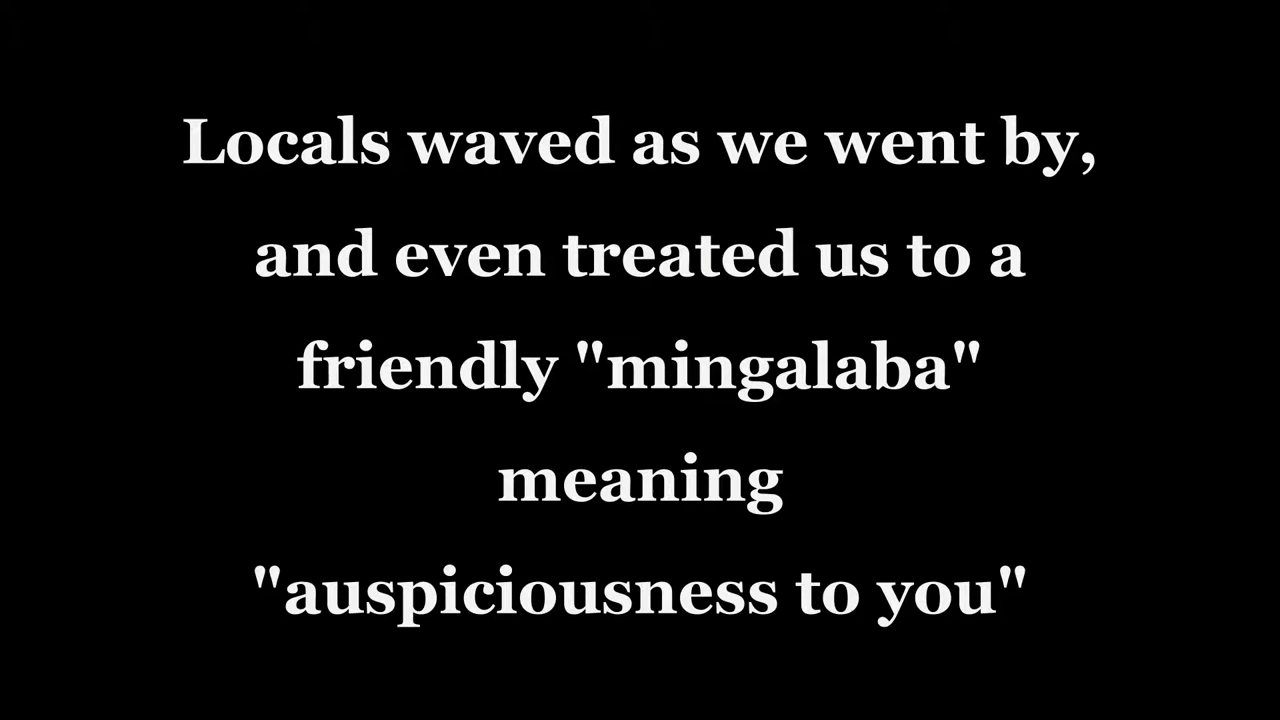 Locals waved as we went by,
and even treated us to a
friendly "mingalaba"
meaning
"auspiciousness to you"